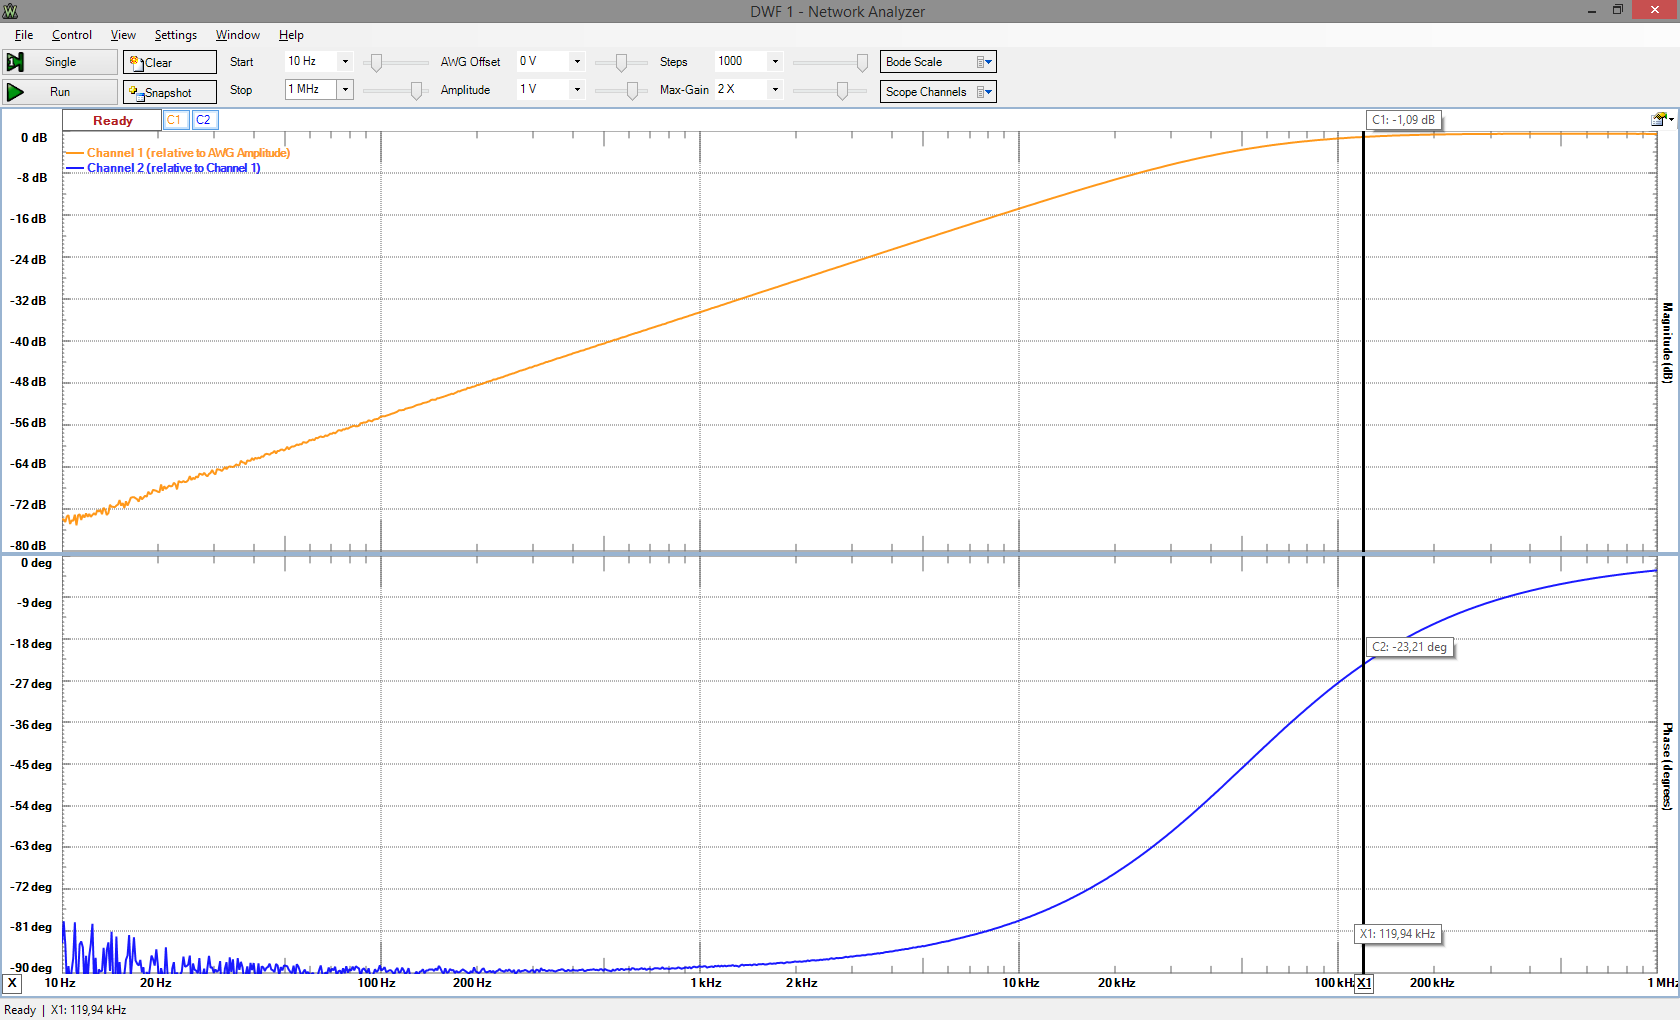 DWF 1 - Network Analyzer
File Control View Settings Window Help
Single Clear Start 10 Hz AWG Offset 0 V Steps 1000 Bode Scale
Run Snapshot Stop 1 MHz Amplitude 1 V Max-Gain 2 X Scope Channels
Ready C1 C2 C1: -1,09 dB
0 dB
Channel 1 (relative to AWG Amplitude)
Channel 2 (relative to Channel 1)
-8 dB
-16 dB
-24 dB
-32 dB
-40 dB
-48 dB
-56 dB
-64 dB
-72 dB
-80 dB
Magnitude (dB)
0 deg
-9 deg
-18 deg
C2: -23,21 deg
-27 deg
-36 deg
-45 deg
-54 deg
-63 deg
-72 deg
-81 deg
-90 deg
Phase (degrees)
X1: 119,94 kHz
X 10 Hz 20 Hz 100 Hz 200 Hz 1 kHz 2 kHz 10 kHz 20 kHz 100 kH X1 200 kHz 1 MHz
Ready | X1: 119,94 kHz